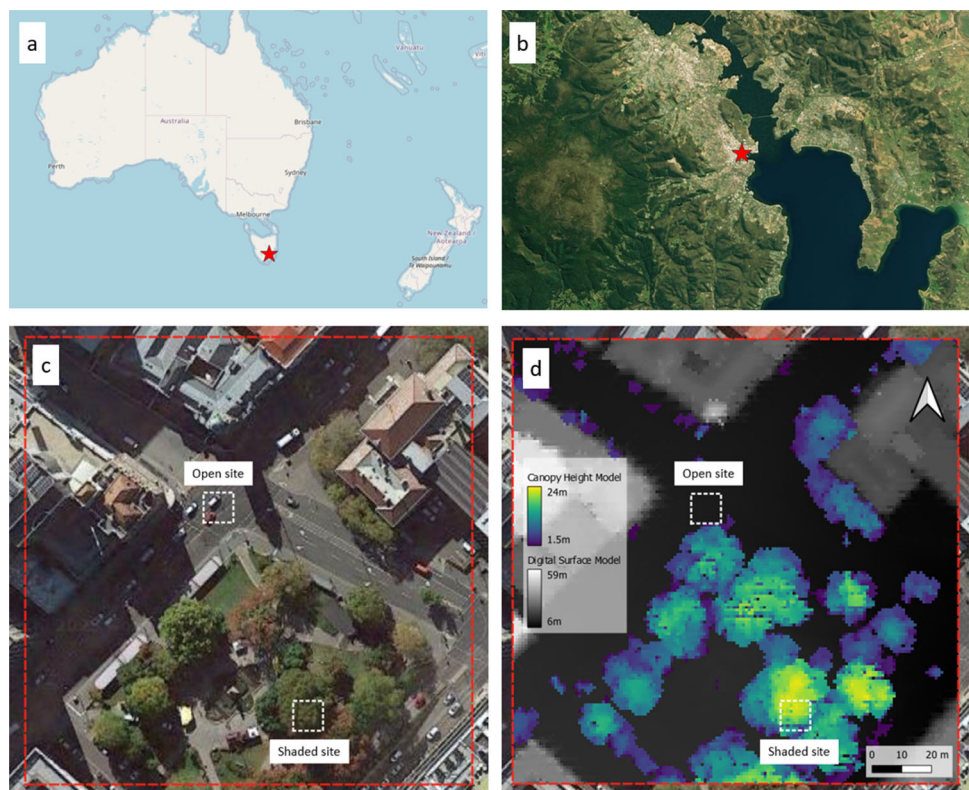 a
Vanuatu
Australia
Brisbane
Perth
Sydney
Melbourne
New Zealand /
Aotearoa
South Island /
Te Waipounamu
b
c
Open site
Shaded site
d
Open site
Canopy Height Model
24m
1.5m
Digital Surface Model
59m
6m
Shaded site
0 10 20 m